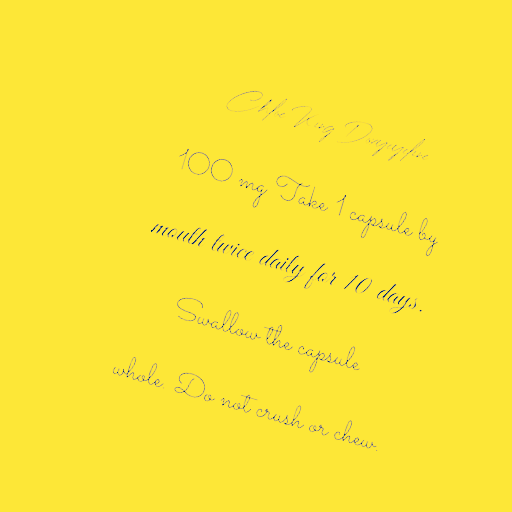 100 mg Take 1 capsule by
mouth twice daily for 10 days.
Swallow the capsule
whole. Do not crush or chew.